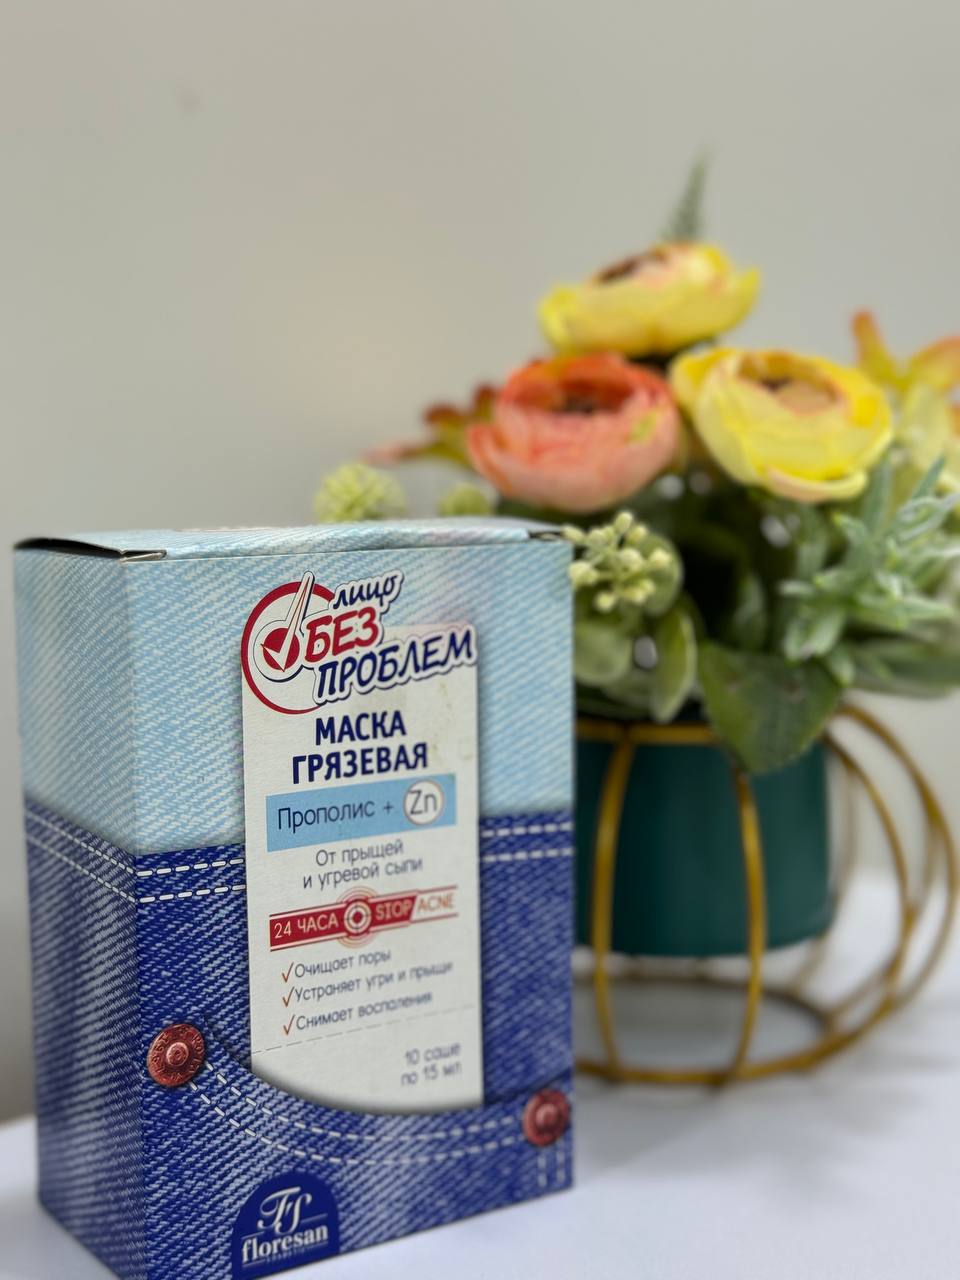 лицо
БЕЗ
ПРОБЛЕМ
МАСКА
ГРЯЗЕВАЯ
Прополис + Zn
От прыщей
и угревой сыпи
24 ЧАСА STOP ACNE
Очищает поры
Устраняет угри и прыщи
Снимает воспаления
10 саше
по 15 мл
FS
floresan
COSMETIC